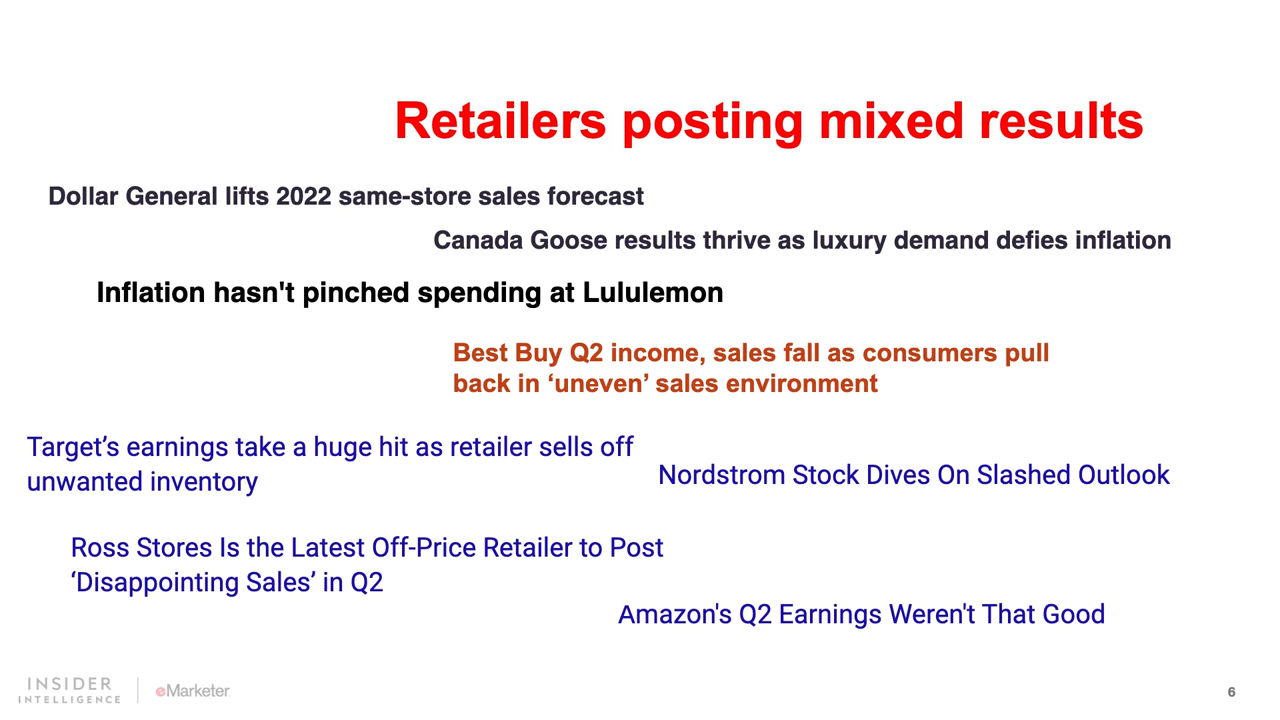 Retailers posting mixed results
Dollar General lifts 2022 same-store sales forecast
Canada Goose results thrive as luxury demand defies inflation
Inflation hasn't pinched spending at Lululemon
Best Buy Q2 income, sales fall as consumers pull
back in ‘uneven’ sales environment
Target’s earnings take a huge hit as retailer sells off
unwanted inventory
Nordstrom Stock Dives On Slashed Outlook
Ross Stores Is the Latest Off-Price Retailer to Post
‘Disappointing Sales’ in Q2
Amazon's Q2 Earnings Weren't That Good
INSIDER
INTELLIGENCE
eMarketer
6